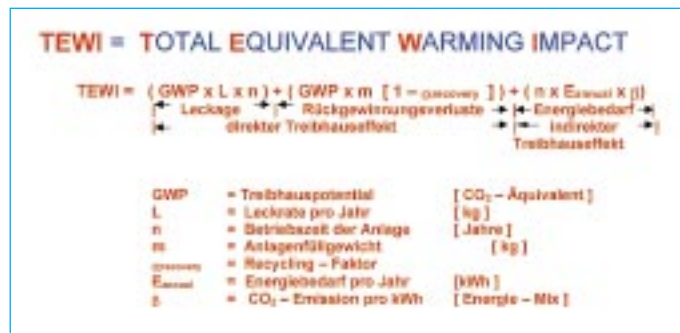 TEWI = TOTAL EQUIVALENT WARMING IMPACT
TEWI = ( GWP x L x n ) + ( GWP x m [ 1 – αrecovery ] ) + ( n x Eannual x β )
Leckage Rückgewinnungsverluste Energiebedarf
direkter Treibhauseffekt indirekter
Treibhauseffekt
GWP = Treibhauspotential [ CO₂ – Äquivalent ]
L = Leckrate pro Jahr [ kg ]
n = Betriebszeit der Anlage [ Jahre ]
m = Anlagenfüllgewicht [ kg ]
αrecovery = Recycling – Faktor
Eannual = Energiebedarf pro Jahr [kWh ]
β = CO₂ – Emission pro kWh [ Energie – Mix ]